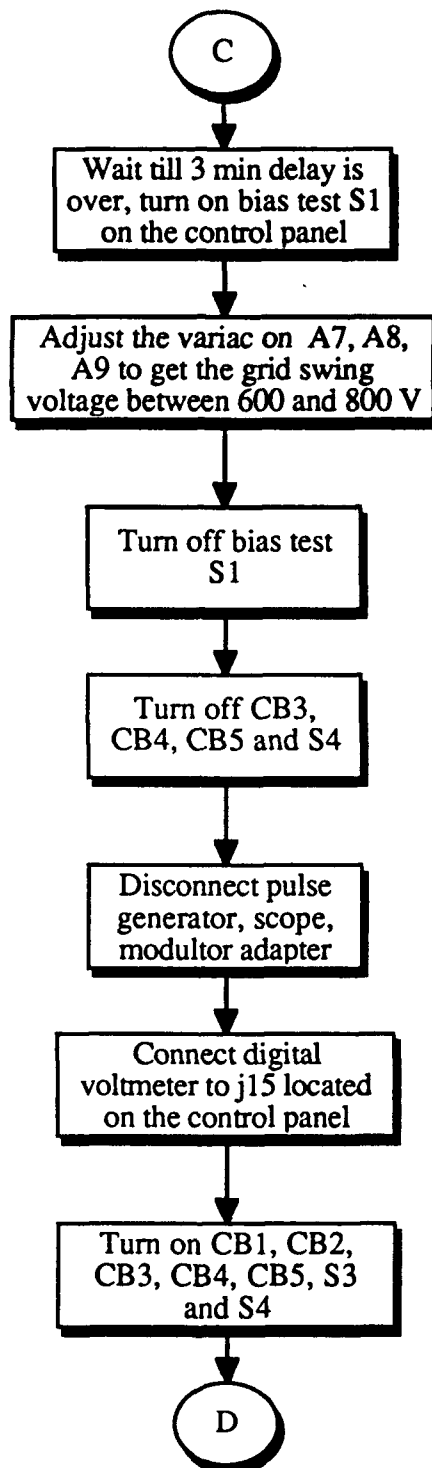 C
Wait till 3 min delay is
over, turn on bias test S1
on the control panel
Adjust the variac on A7, A8,
A9 to get the grid swing
voltage between 600 and 800 V
Turn off bias test
S1
Turn off CB3,
CB4, CB5 and S4
Disconnect pulse
generator, scope,
modultor adapter
Connect digital
voltmeter to j15 located
on the control panel
Turn on CB1, CB2,
CB3, CB4, CB5, S3
and S4
D